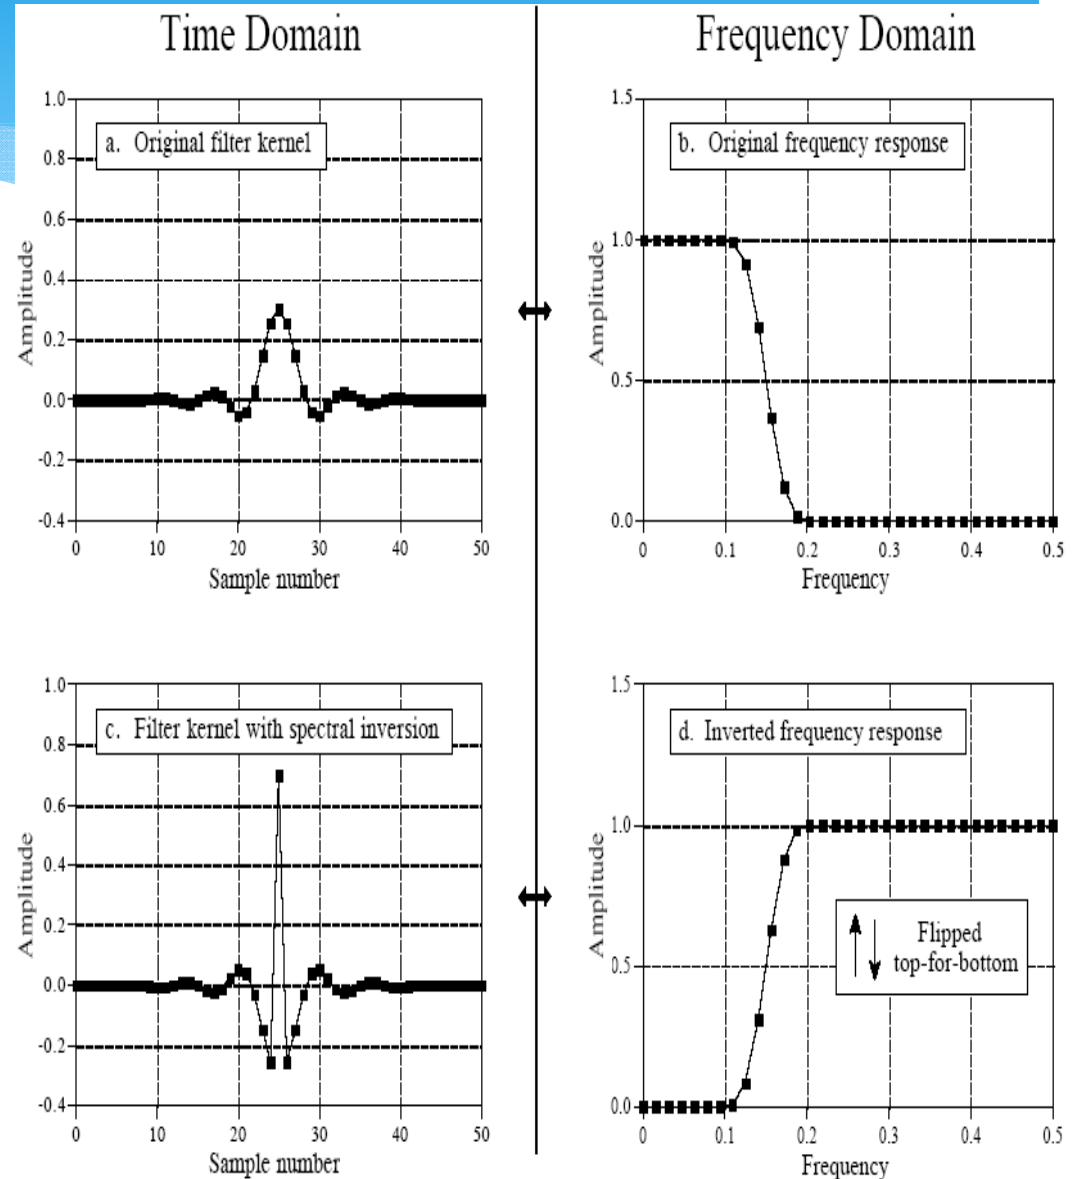 Time Domain
Frequency Domain
a. Original filter kernel
Amplitude
1.0
0.8
0.6
0.4
0.2
0.0
-0.2
-0.4
0 10 20 30 40 50
Sample number
b. Original frequency response
Amplitude
1.5
1.0
0.5
0.0
0 0.1 0.2 0.3 0.4 0.5
Frequency
c. Filter kernel with spectral inversion
Amplitude
1.0
0.8
0.6
0.4
0.2
0.0
-0.2
-0.4
0 10 20 30 40 50
Sample number
d. Inverted frequency response
Amplitude
1.5
1.0
0.5
0.0
Flipped
top-for-bottom
0 0.1 0.2 0.3 0.4 0.5
Frequency